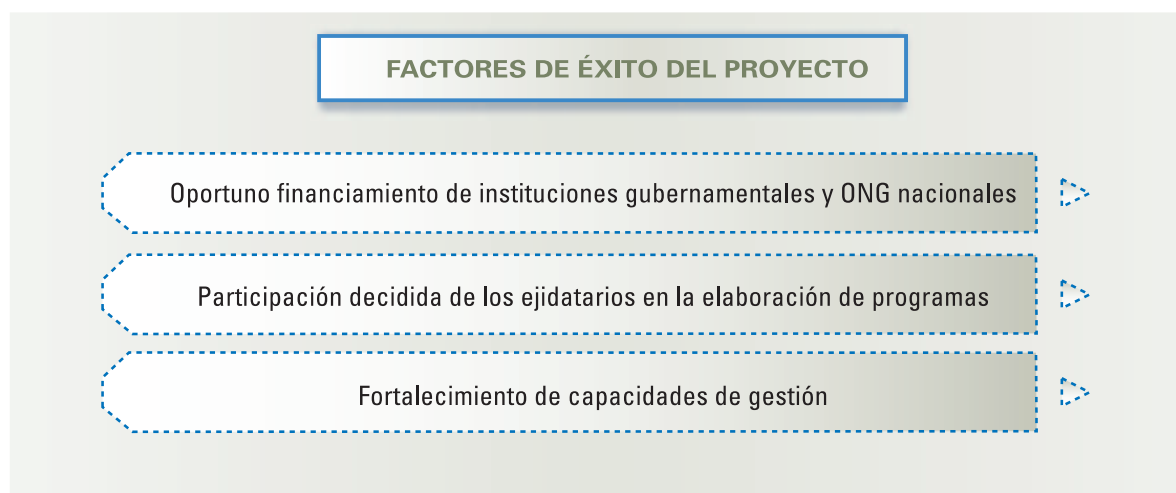 FACTORES DE ÉXITO DEL PROYECTO
Oportuno financiamiento de instituciones gubernamentales y ONG nacionales
Participación decidida de los ejidatarios en la elaboración de programas
Fortalecimiento de capacidades de gestión